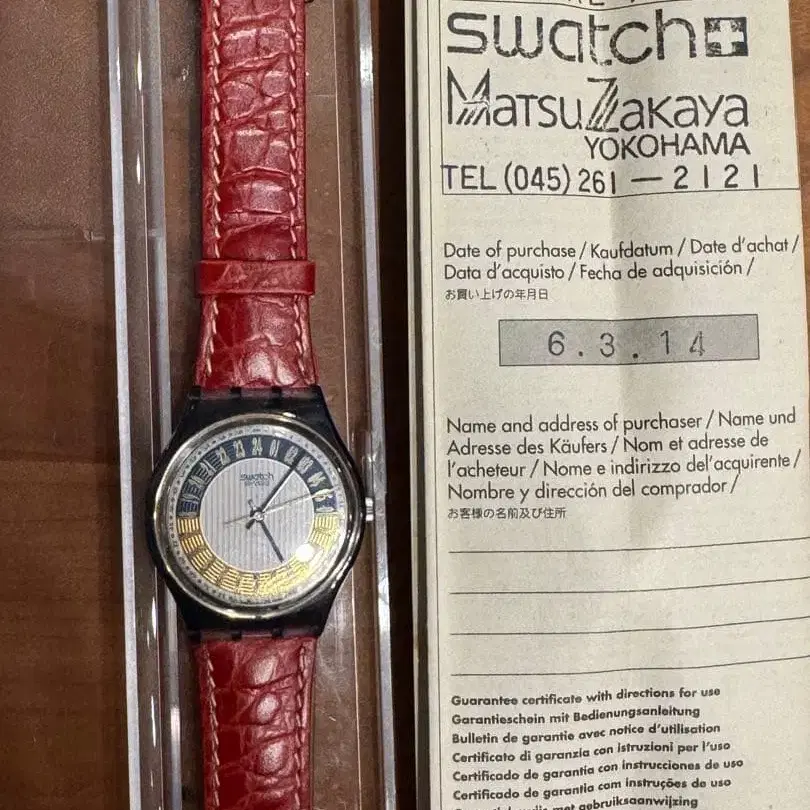 swatch
MATSUZAKAYA
YOKOHAMA
TEL (045) 261 — 2121
Date of purchase / Kaufdatum / Date d'achat /
Data d'acquisto / Fecha de adquisición /
お買い上げの年月日
6.3.14
Name and address of purchaser / Name und
Adresse des Käufers / Nom et adresse de
l'acheteur / Nome e indirizzo del'acquirente /
Nombre y dirección del comprador /
お客様の名前及び住所
Guarantee certificate with directions for use
Garantieschein mit Bedienungsanleitung
Bulletin de garantie avec notice d'utilisation
Certificato di garanzia con istruzioni per l'uso
Certificado de garantia con instrucciones de uso
Certificado de garantia com instruções de uso
met gebruiksaanwijzing
swatch